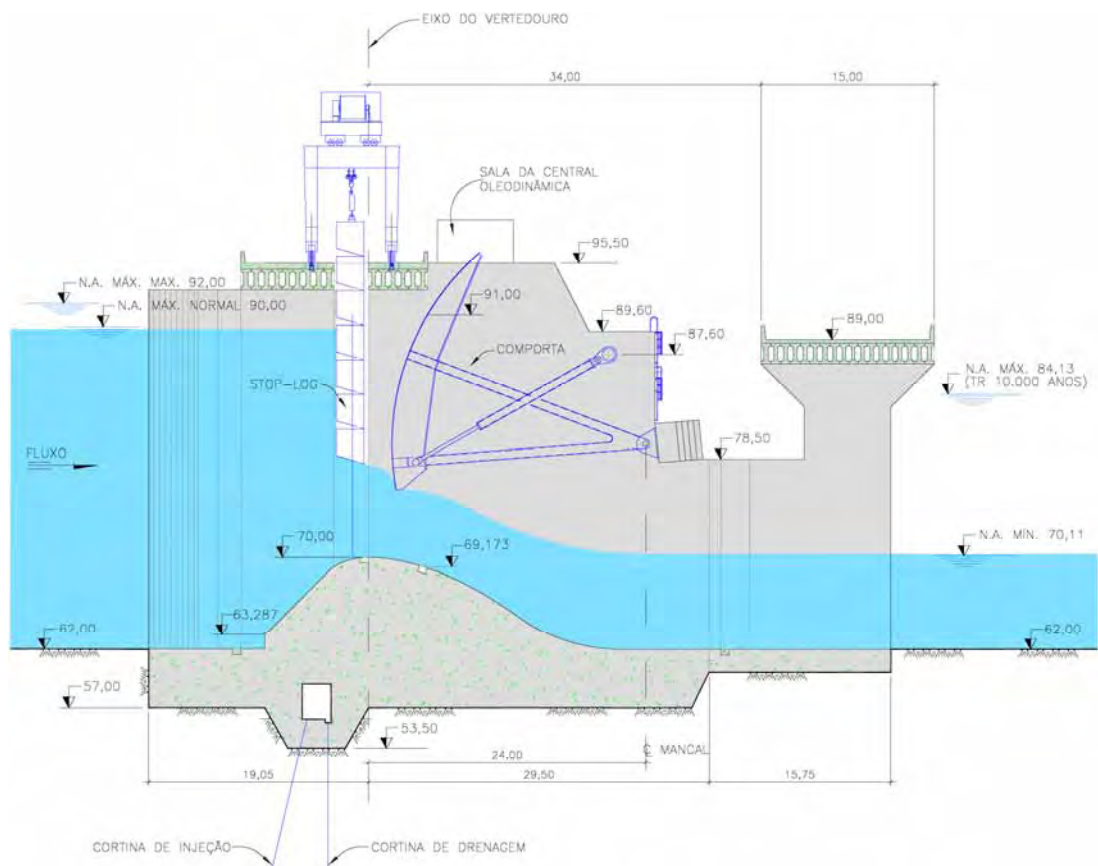 EIXO DO VERTEDOURO
34,00
15,00
SALA DA CENTRAL
OLEODINÂMICA
95,50
N.A. MÁX. MAX. 92,00
N.A. MÁX. NORMAL 90,00
91,00
89,60
87,60
89,00
COMPORTA
STOP-LOG
N.A. MÁX. 84,13
(TR 10.000 ANOS)
FLUXO
78,50
70,00
69,173
N.A. MÍN. 70,11
63,287
62,00
62,00
57,00
53,50
24,00
℄ MANCAL
19,05
29,50
15,75
CORTINA DE INJEÇÃO
CORTINA DE DRENAGEM